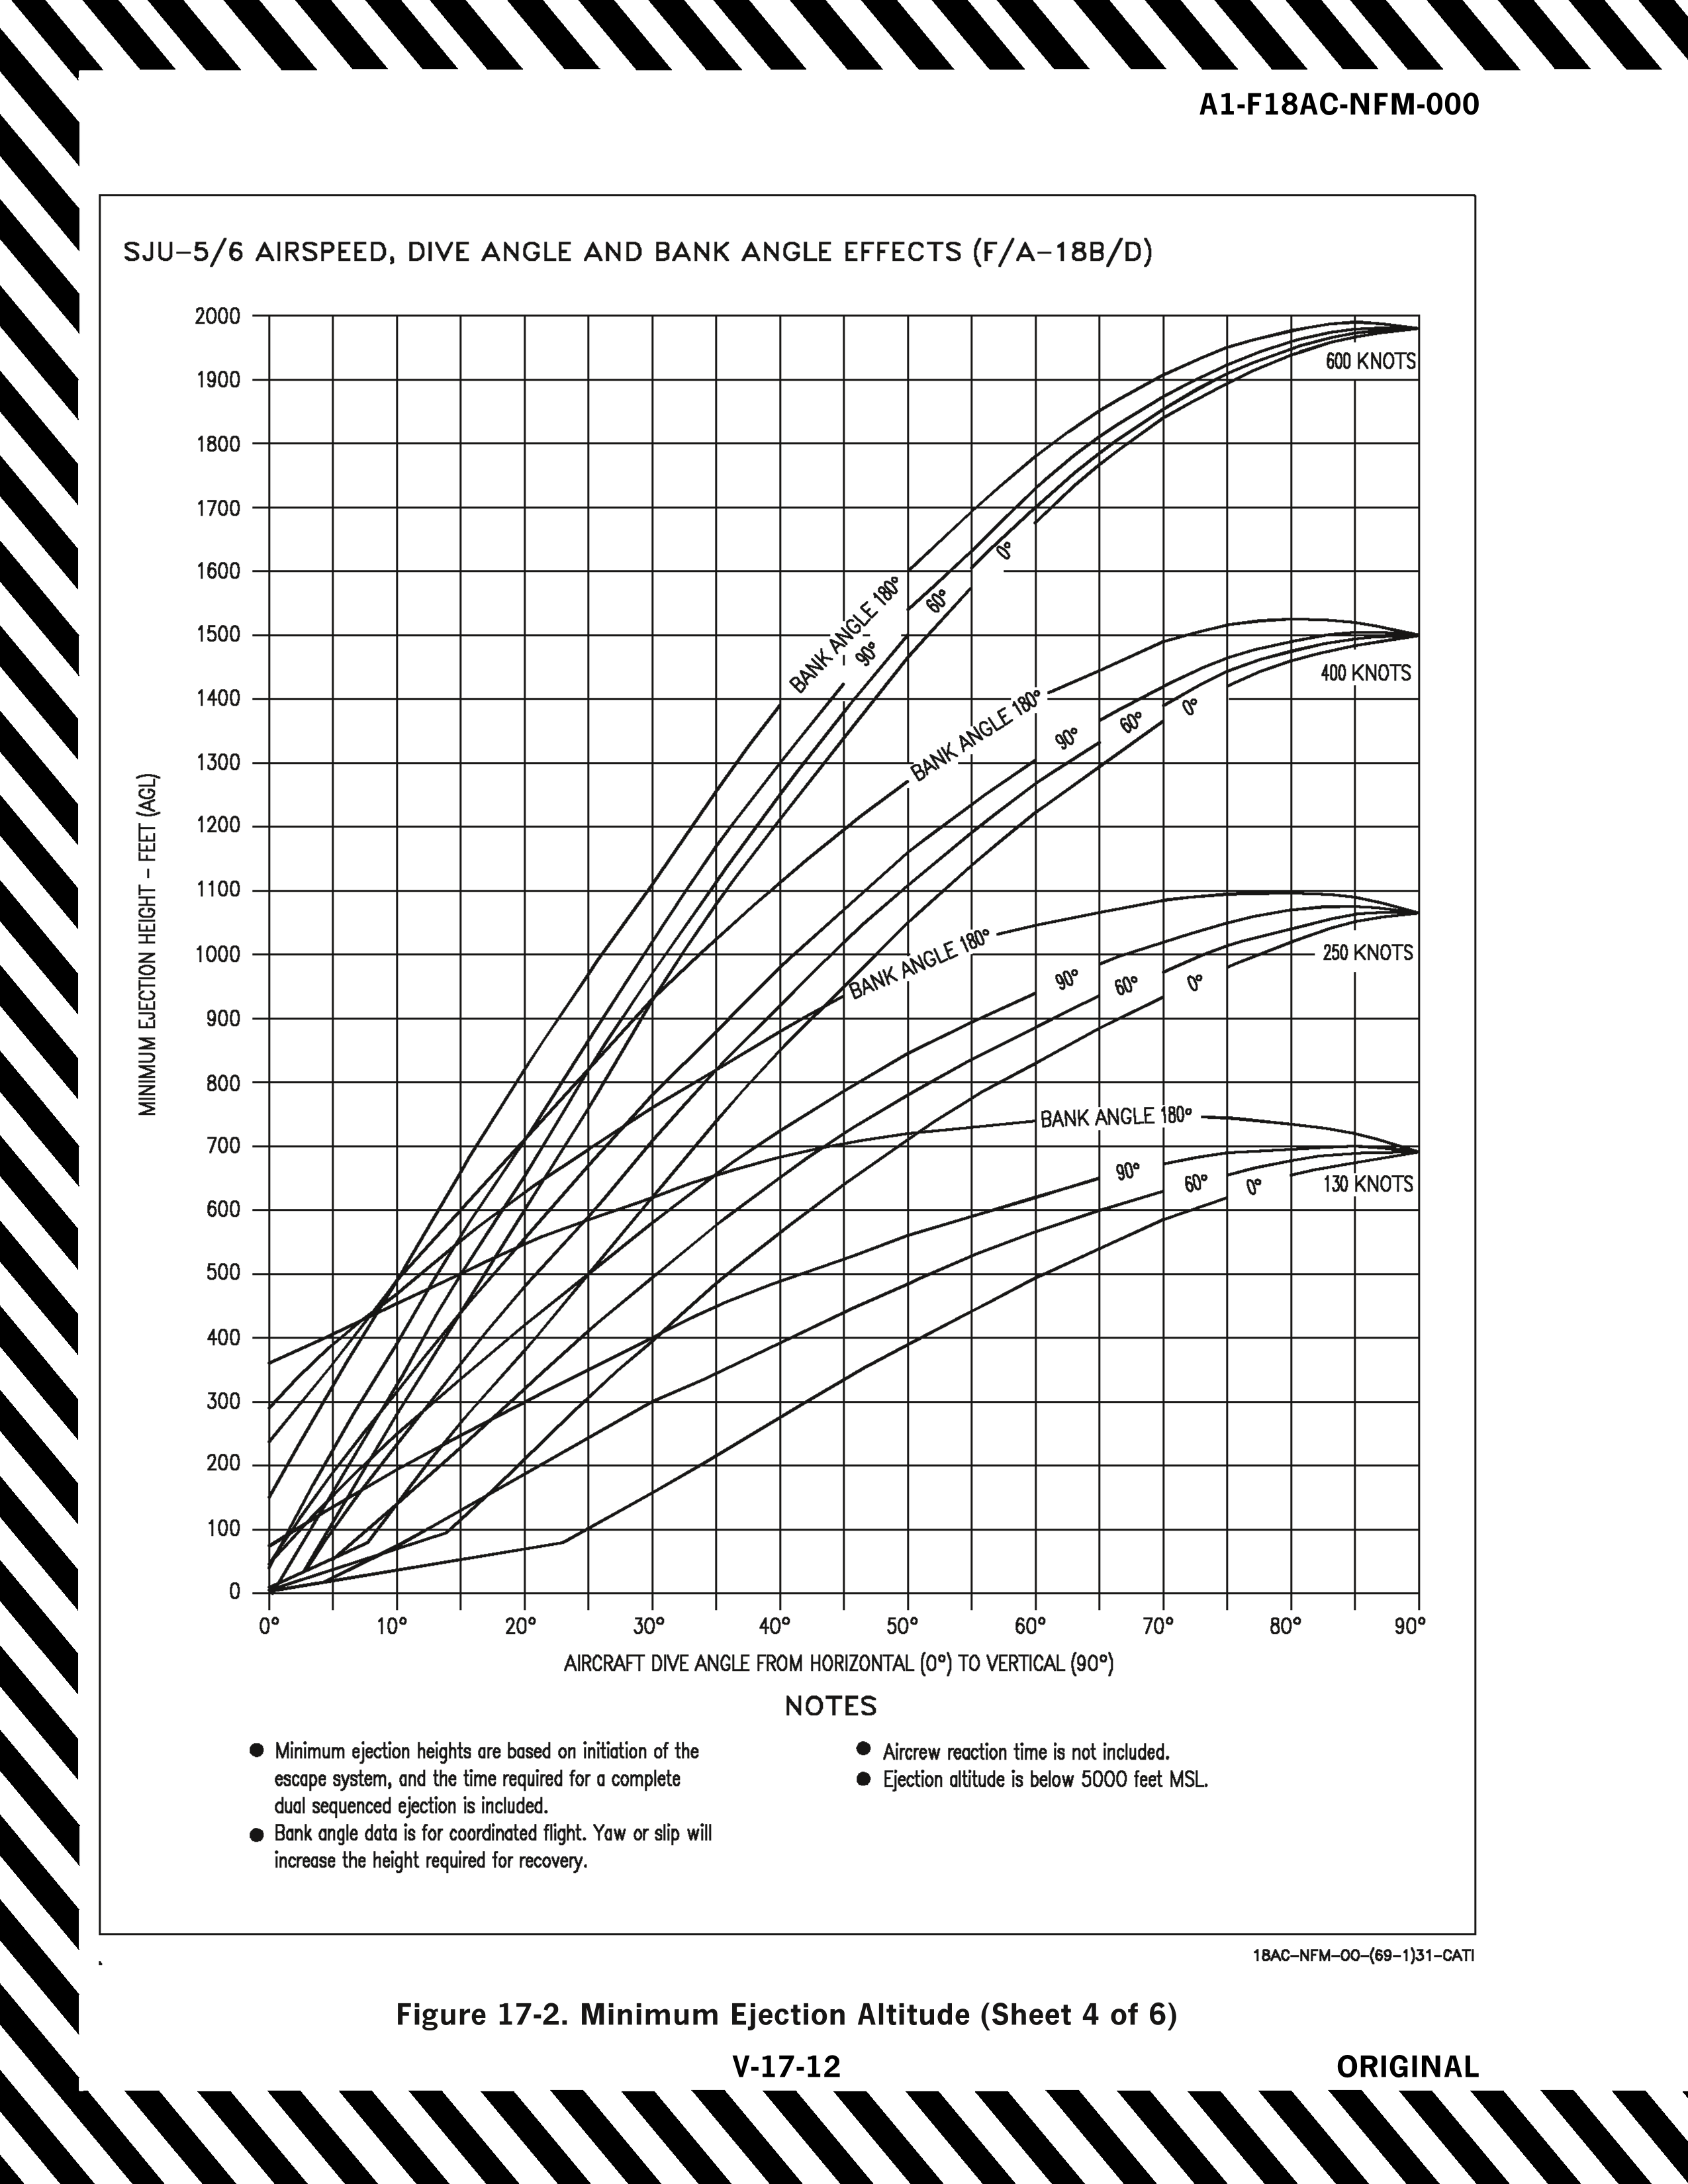 A1-F18AC-NFM-000
SJU-5/6 AIRSPEED, DIVE ANGLE AND BANK ANGLE EFFECTS (F/A-18B/D)
2000
1900
1800
1700
1600
1500
1400
1300
1200
1100
1000
900
800
700
600
500
400
300
200
100
0
MINIMUM EJECTION HEIGHT - FEET (AGL)
600 KNOTS
BANK ANGLE 180°
90°
60°
0°
400 KNOTS
BANK ANGLE 180°
90°
60°
0°
250 KNOTS
BANK ANGLE 180°
90°
60°
0°
BANK ANGLE 180°
90°
60°
0°
130 KNOTS
0° 10° 20° 30° 40° 50° 60° 70° 80° 90°
AIRCRAFT DIVE ANGLE FROM HORIZONTAL (0°) TO VERTICAL (90°)
NOTES
● Minimum ejection heights are based on initiation of the
escape system, and the time required for a complete
dual sequenced ejection is included.
● Bank angle data is for coordinated flight. Yaw or slip will
increase the height required for recovery.
● Aircrew reaction time is not included.
● Ejection altitude is below 5000 feet MSL.
18AC-NFM-00-(69-1)31-CATI
Figure 17-2. Minimum Ejection Altitude (Sheet 4 of 6)
V-17-12
ORIGINAL